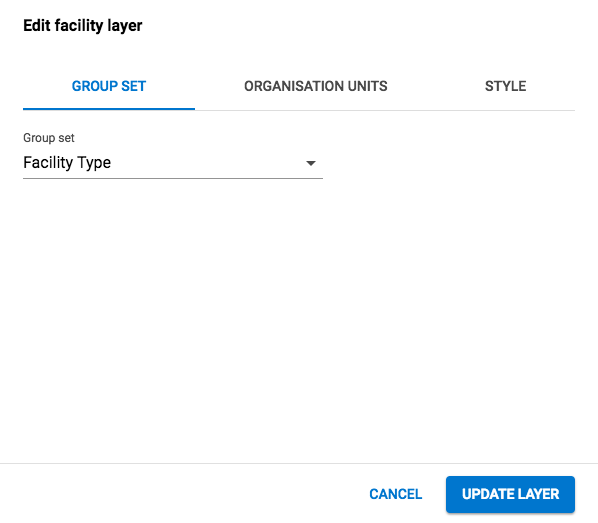 Edit facility layer
GROUP SET ORGANISATION UNITS STYLE
Group set
Facility Type
CANCEL UPDATE LAYER